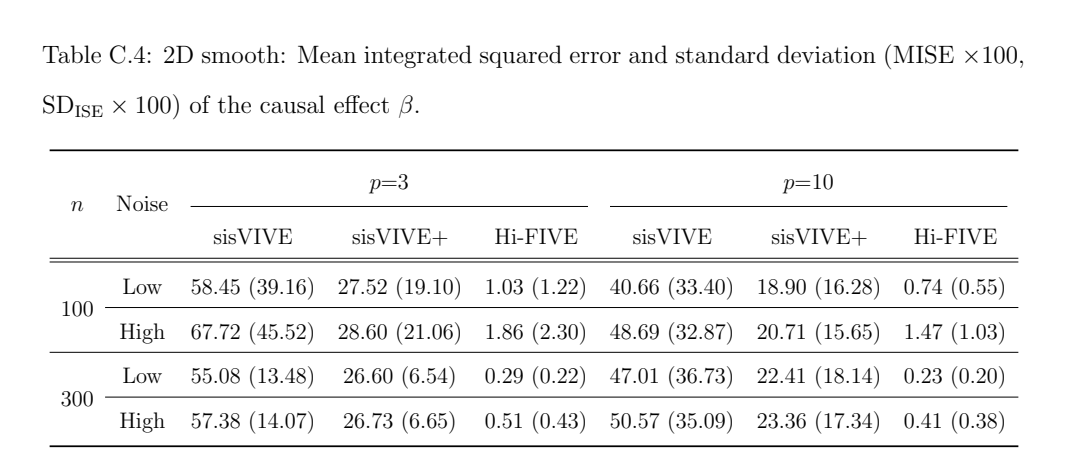 Table C.4: 2D smooth: Mean integrated squared error and standard deviation (MISE ×100,
SD_ISE × 100) of the causal effect β.
n Noise p=3 p=10
sisVIVE sisVIVE+ Hi-FIVE sisVIVE sisVIVE+ Hi-FIVE
100 Low 58.45 (39.16) 27.52 (19.10) 1.03 (1.22) 40.66 (33.40) 18.90 (16.28) 0.74 (0.55)
High 67.72 (45.52) 28.60 (21.06) 1.86 (2.30) 48.69 (32.87) 20.71 (15.65) 1.47 (1.03)
300 Low 55.08 (13.48) 26.60 (6.54) 0.29 (0.22) 47.01 (36.73) 22.41 (18.14) 0.23 (0.20)
High 57.38 (14.07) 26.73 (6.65) 0.51 (0.43) 50.57 (35.09) 23.36 (17.34) 0.41 (0.38)